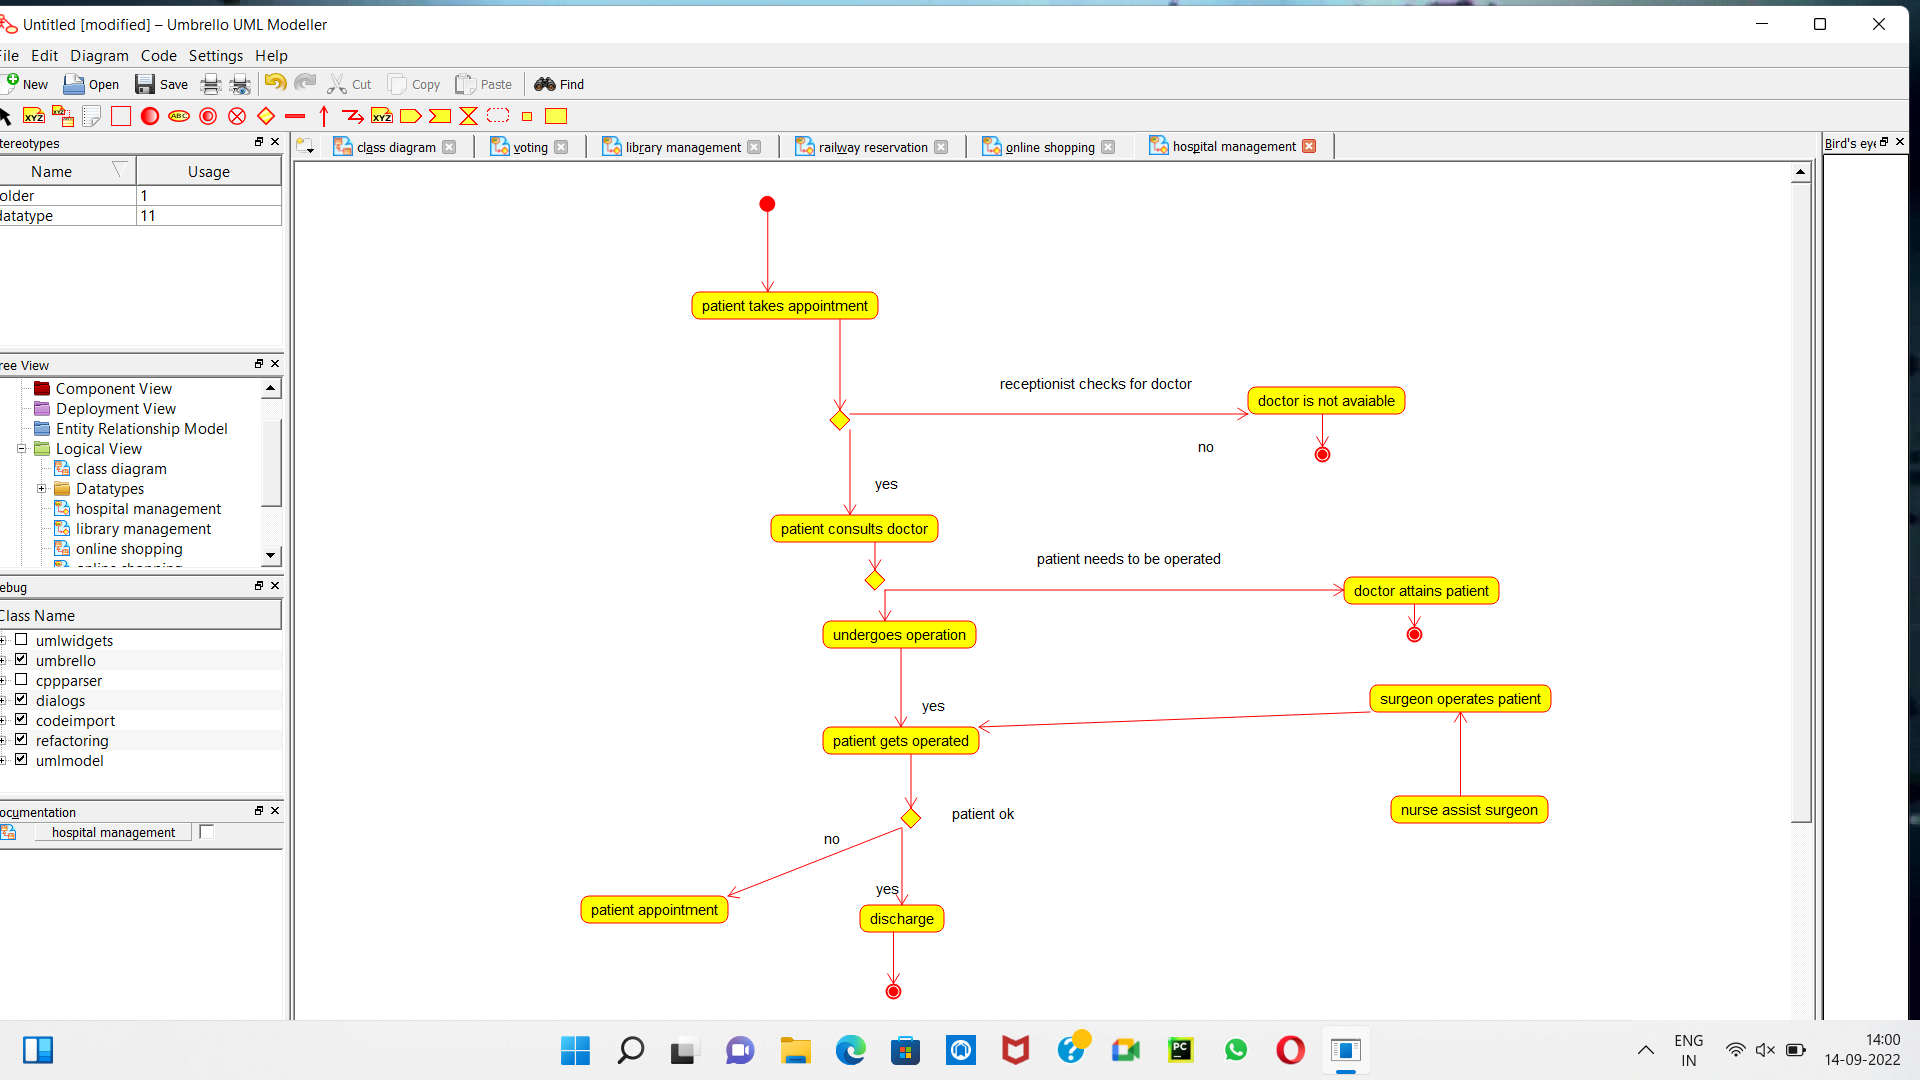 Untitled [modified] – Umbrello UML Modeller
File Edit Diagram Code Settings Help
New Open Save Cut Copy Paste Find
XYZ XYZ ABC XYZ
tereotypes
Name Usage
older 1
datatype 11
ree View
Component View
Deployment View
Entity Relationship Model
Logical View
class diagram
Datatypes
hospital management
library management
online shopping
ebug
Class Name
umlwidgets
umbrello
cppparser
dialogs
codeimport
refactoring
umlmodel
ocumentation
hospital management
class diagram voting library management railway reservation online shopping hospital management
Bird's eye
patient takes appointment
receptionist checks for doctor
doctor is not avaiable
no
yes
patient consults doctor
patient needs to be operated
doctor attains patient
undergoes operation
surgeon operates patient
yes
patient gets operated
nurse assist surgeon
patient ok
no
yes
patient appointment
discharge
PC
ENG
IN
14:00
14-09-2022